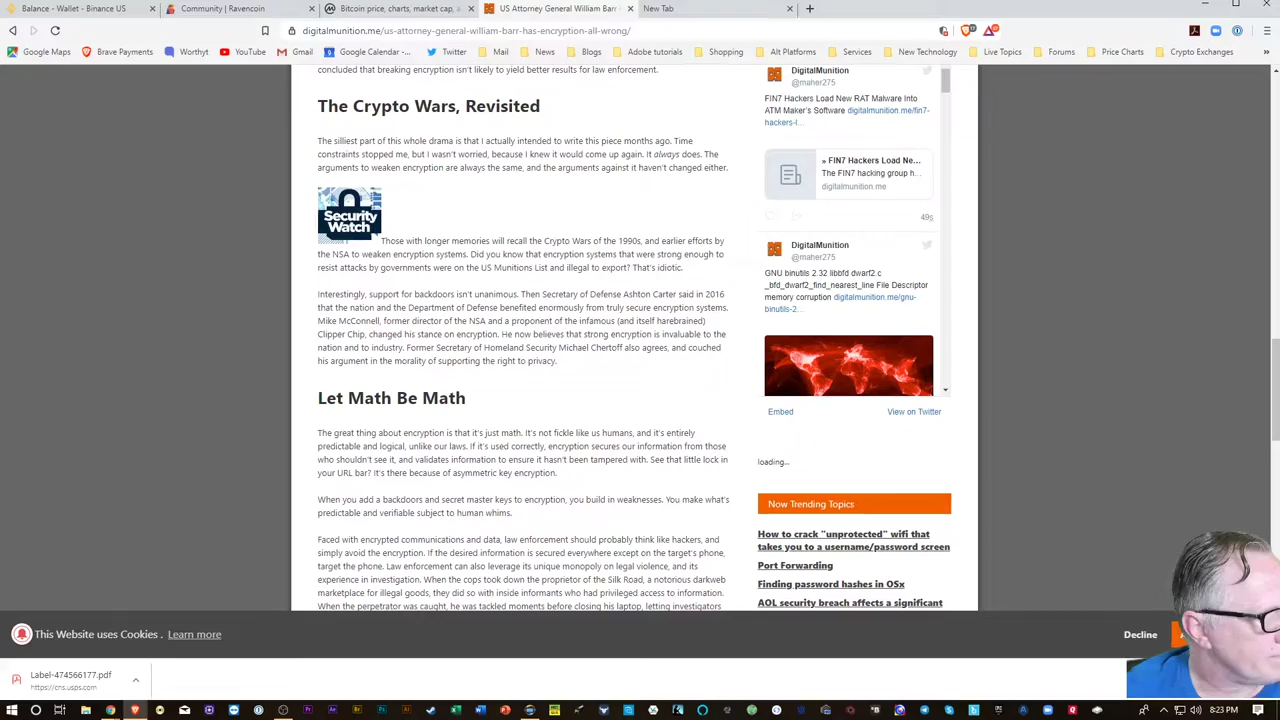 Balance - Wallet - Binance US
Community | Ravencoin
Bitcoin price, charts, market cap, a
US Attorney General William Barr
New Tab
digitalmunition.me/us-attorney-general-william-barr-has-encryption-all-wrong/
Google Maps
Brave Rewards
Worthyt
YouTube
Gmail
Google Calendar -...
Twitter
Mail
News
Blogs
Adobe tutorials
Shopping
Alt Platforms
Services
New Technology
Live Topics
Forums
Price Charts
Crypto Exchanges
concluded that breaking encryption isn't likely to yield better results for law enforcement.
The Crypto Wars, Revisited
The silliest part of this whole drama is that I actually intended to write this piece months ago. Time
constraints stopped me, but I wasn't worried, because I knew it would come up again. It always does. The
arguments to weaken encryption are always the same, and the arguments against it haven't changed either.
Security
Watch
Those with longer memories will recall the Crypto Wars of the 1990s, and earlier efforts by
the NSA to weaken encryption systems. Did you know that encryption systems that were strong enough to
resist attacks by governments were on the US Munitions List and illegal to export? That's idiotic.
Interestingly, support for backdoors isn't unanimous. Then Secretary of Defense Ashton Carter said in 2016
that the nation and the Department of Defense benefited enormously from truly secure encryption systems.
Mike McConnell, former director of the NSA and a proponent of the infamous (and itself harebrained)
Clipper Chip, changed his stance on encryption. He now believes that strong encryption is invaluable to the
nation and to industry. Former Secretary of Homeland Security Michael Chertoff also agrees, and couched
his argument in the morality of supporting the right to privacy.
Let Math Be Math
The great thing about encryption is that it's just math. It's not fickle like us humans, and it's entirely
predictable and logical, unlike our laws. If it's used correctly, encryption secures our information from those
who shouldn't see it, and validates information to ensure it hasn't been tampered with. See that little lock in
your URL bar? It's there because of asymmetric key encryption.
When you add a backdoors and secret master keys to encryption, you build in weaknesses. You make what's
predictable and verifiable subject to human whims.
Faced with encrypted communications and data, law enforcement should probably think like hackers, and
simply avoid the encryption. If the desired information is secured everywhere except on the target's phone,
target the phone. Law enforcement can also leverage its unique monopoly on legal violence, and its
experience in investigation. When the cops took down the proprietor of the Silk Road, a notorious darkweb
marketplace for illegal goods, they did so with inside informants who had privileged access to information.
When the perpetrator was caught, he was tackled moments before closing his laptop, letting investigators
DigitalMunition
@maher275
FIN7 Hackers Load New RAT Malware Into
ATM Maker's Software digitalmunition.me/fin7-
hackers-l...
» FIN7 Hackers Load Ne...
The FIN7 hacking group h...
digitalmunition.me
49s
DigitalMunition
@maher275
GNU binutils 2.32 libbfd dwarf2.c
_bfd_dwarf2_find_nearest_line File Descriptor
memory corruption digitalmunition.me/gnu-
binutils-2...
Embed
View on Twitter
loading...
Now Trending Topics
How to crack "unprotected" wifi that
takes you to a username/password screen
Port Forwarding
Finding password hashes in OSx
AOL security breach affects a significant
This Website uses Cookies . Learn more
Decline
Label-474566177.pdf
https://cns.usps.com
8:23 PM